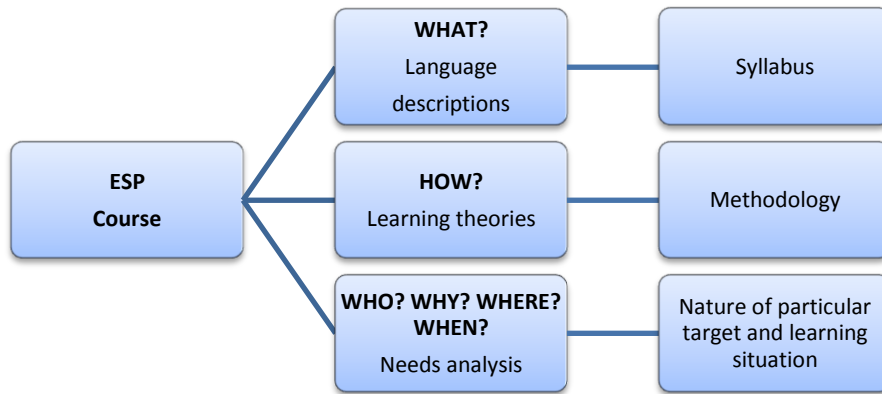 ESP
Course
WHAT?
Language
descriptions
Syllabus
HOW?
Learning theories
Methodology
WHO? WHY? WHERE?
WHEN?
Needs analysis
Nature of particular
target and learning
situation